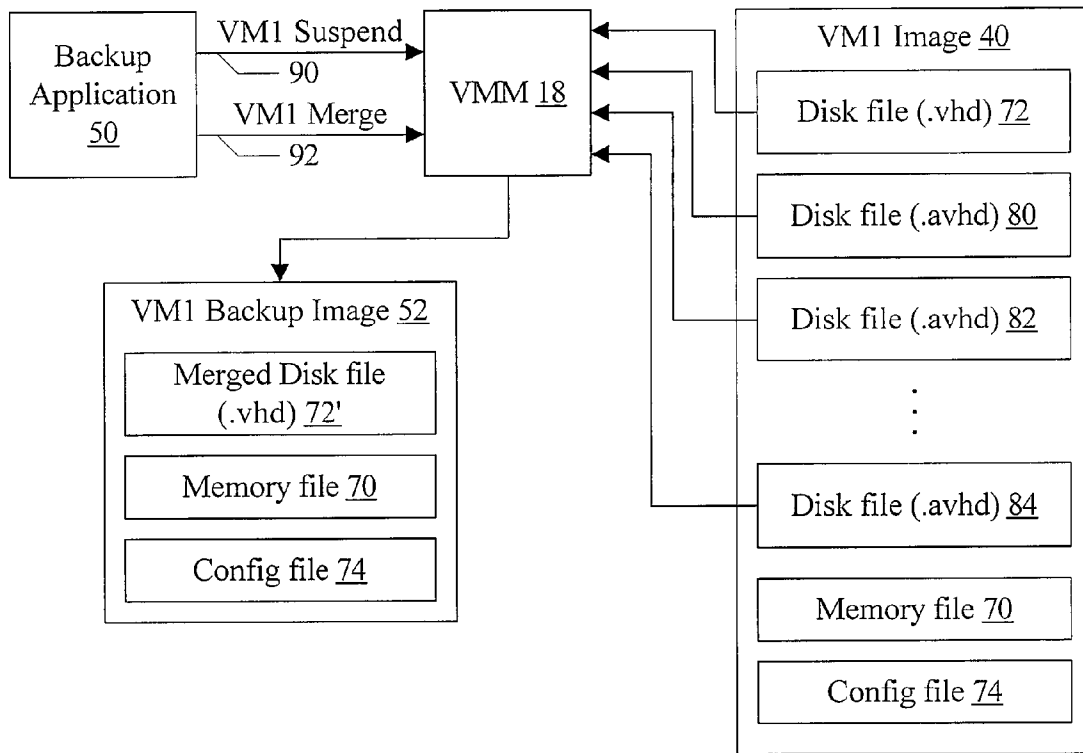 Backup
Application
50
VM1 Suspend
90
VM1 Merge
92
VMM 18
VM1 Image 40
Disk file (.vhd) 72
Disk file (.avhd) 80
Disk file (.avhd) 82
Disk file (.avhd) 84
Memory file 70
Config file 74
VM1 Backup Image 52
Merged Disk file
(.vhd) 72'
Memory file 70
Config file 74